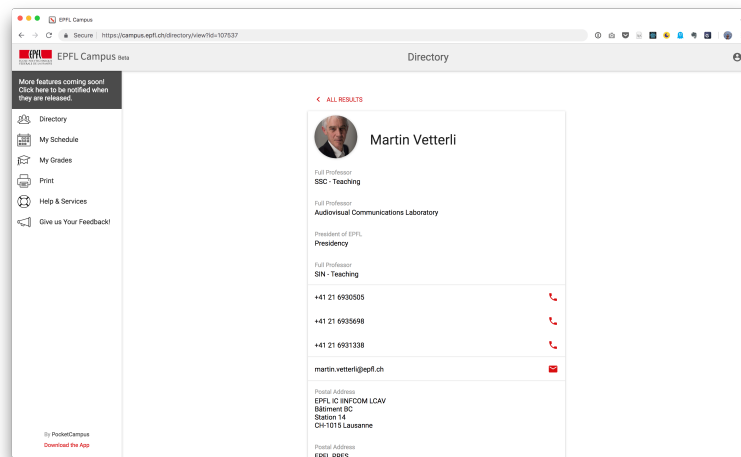 EPFL Campus
Secure | https://campus.epfl.ch/directory/view?id=107537
EPFL
EPFL Campus Beta
Directory
More features coming soon!
Click here to be notified when
they are released.
Directory
My Schedule
My Grades
Print
Help & Services
Give us Your Feedback!
By PocketCampus
Download the App
ALL RESULTS
Martin Vetterli
Full Professor
SSC - Teaching
Full Professor
Audiovisual Communications Laboratory
President of EPFL
Presidency
Full Professor
SIN - Teaching
+41 21 6930505
+41 21 6935698
+41 21 6931338
martin.vetterli@epfl.ch
Postal Address
EPFL IC IINFCOM LCAV
Bâtiment BC
Station 14
CH-1015 Lausanne
Postal Address
EPFL PRES